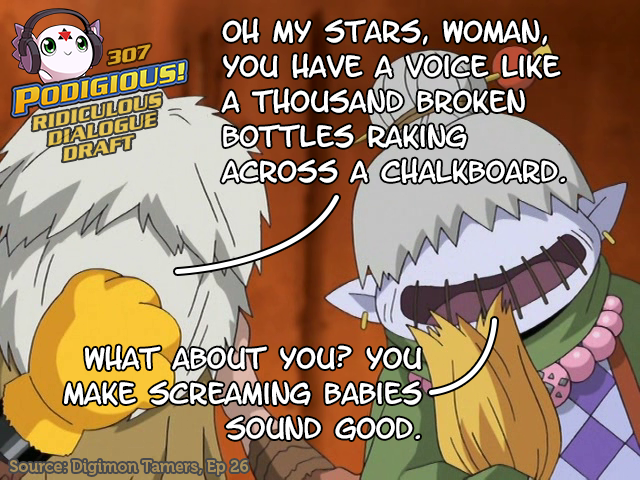 307
PODIGIOUS!
RIDICULOUS
DIALOGUE
DRAFT
OH MY STARS, WOMAN,
YOU HAVE A VOICE LIKE
A THOUSAND BROKEN
BOTTLES RAKING
ACROSS A CHALKBOARD.
WHAT ABOUT YOU? YOU
MAKE SCREAMING BABIES
SOUND GOOD.
Source: Digimon Tamers, Ep 26